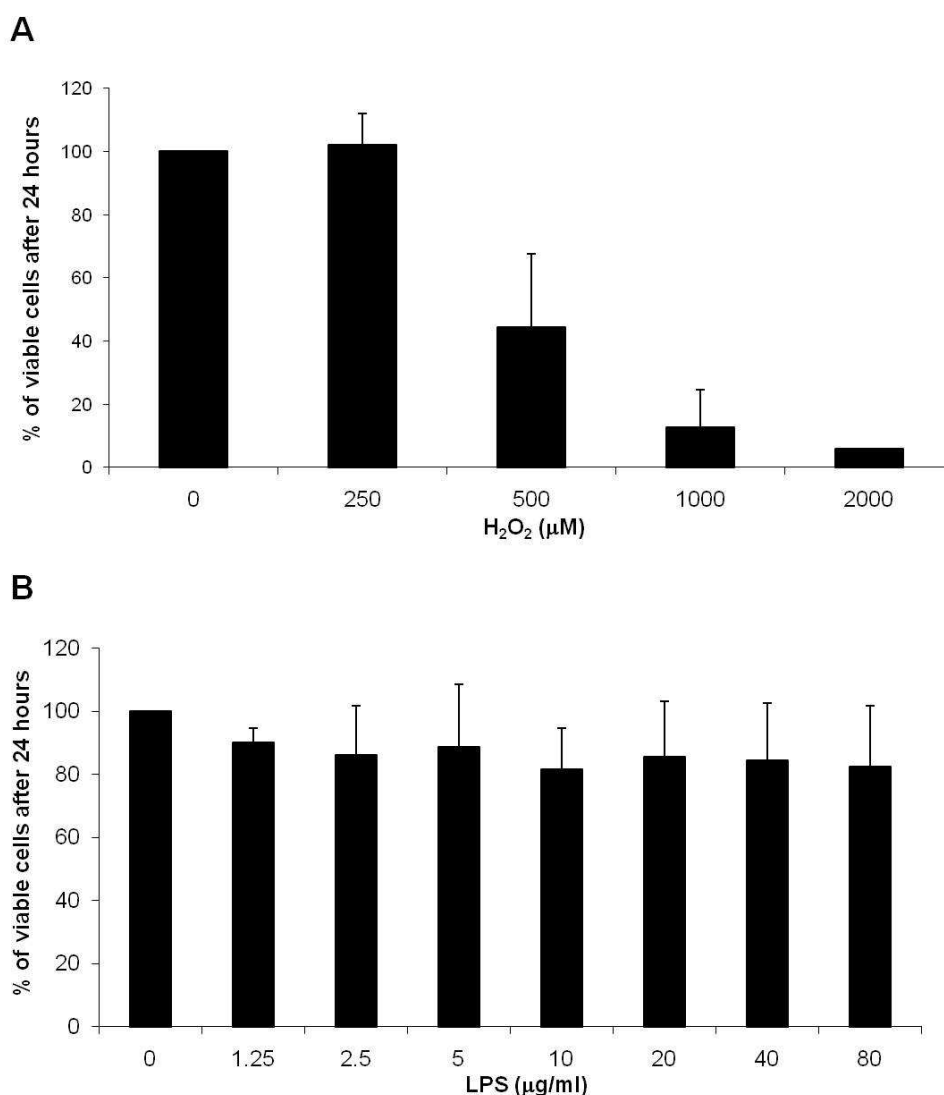 A
% of viable cells after 24 hours
120
100
80
60
40
20
0
0 250 500 1000 2000
H₂O₂ (μM)
B
% of viable cells after 24 hours
120
100
80
60
40
20
0
0 1.25 2.5 5 10 20 40 80
LPS (μg/ml)